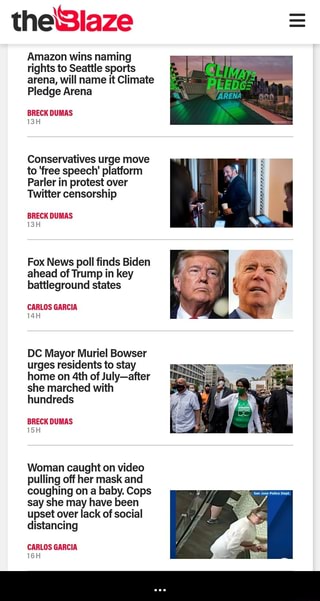 theBlaze
Amazon wins naming
rights to Seattle sports
arena, will name it Climate
Pledge Arena
CLIMATE
PLEDGE
ARENA
BRECK DUMAS
13H
Conservatives urge move
to 'free speech' platform
Parler in protest over
Twitter censorship
BRECK DUMAS
13H
Fox News poll finds Biden
ahead of Trump in key
battleground states
CARLOS GARCIA
14H
DC Mayor Muriel Bowser
urges residents to stay
home on 4th of July—after
she marched with
hundreds
BRECK DUMAS
15H
Woman caught on video
pulling off her mask and
coughing on a baby. Cops
say she may have been
upset over lack of social
distancing
San Jose Police Dept.
CARLOS GARCIA
16H